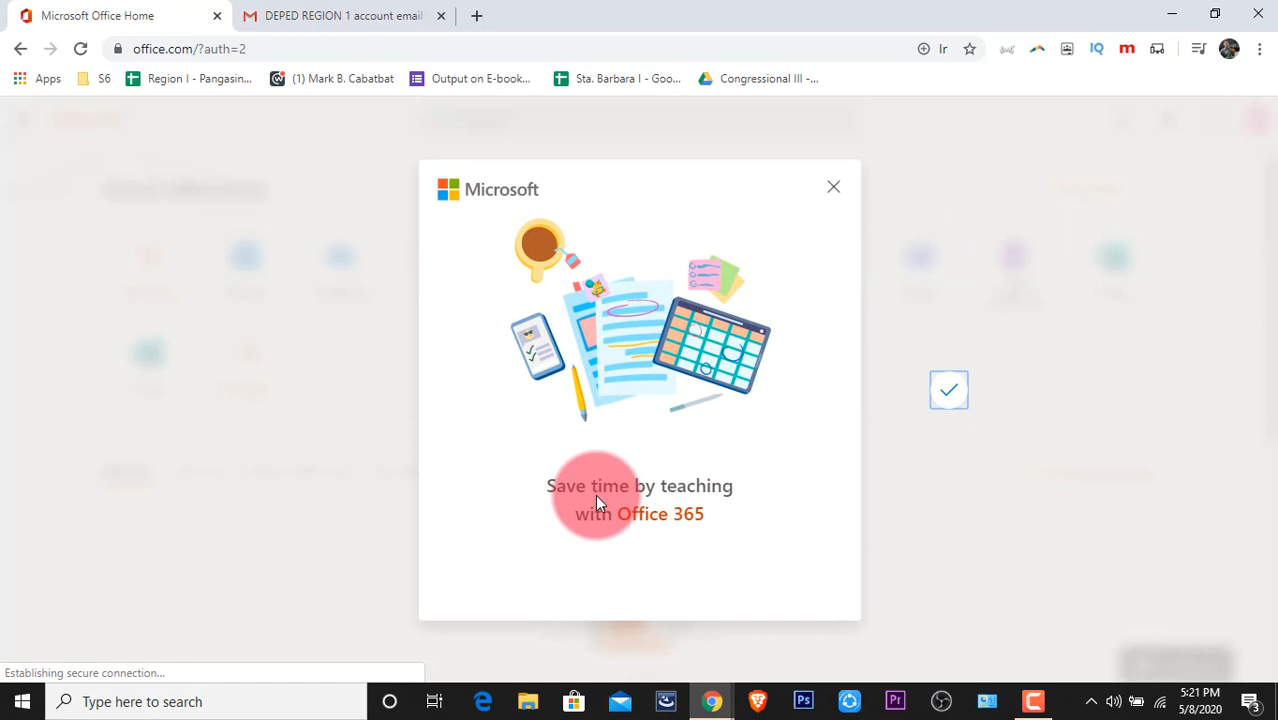 Microsoft Office Home
DEPED REGION 1 account email
office.com/?auth=2
Ir
Apps
S6
Region I - Pangasin...
(1) Mark B. Cabatbat
Output on E-book...
Sta. Barbara I - Goo...
Congressional III -...
Microsoft
Save time by teaching
with Office 365
Establishing secure connection...
Type here to search
5:21 PM
5/8/2020